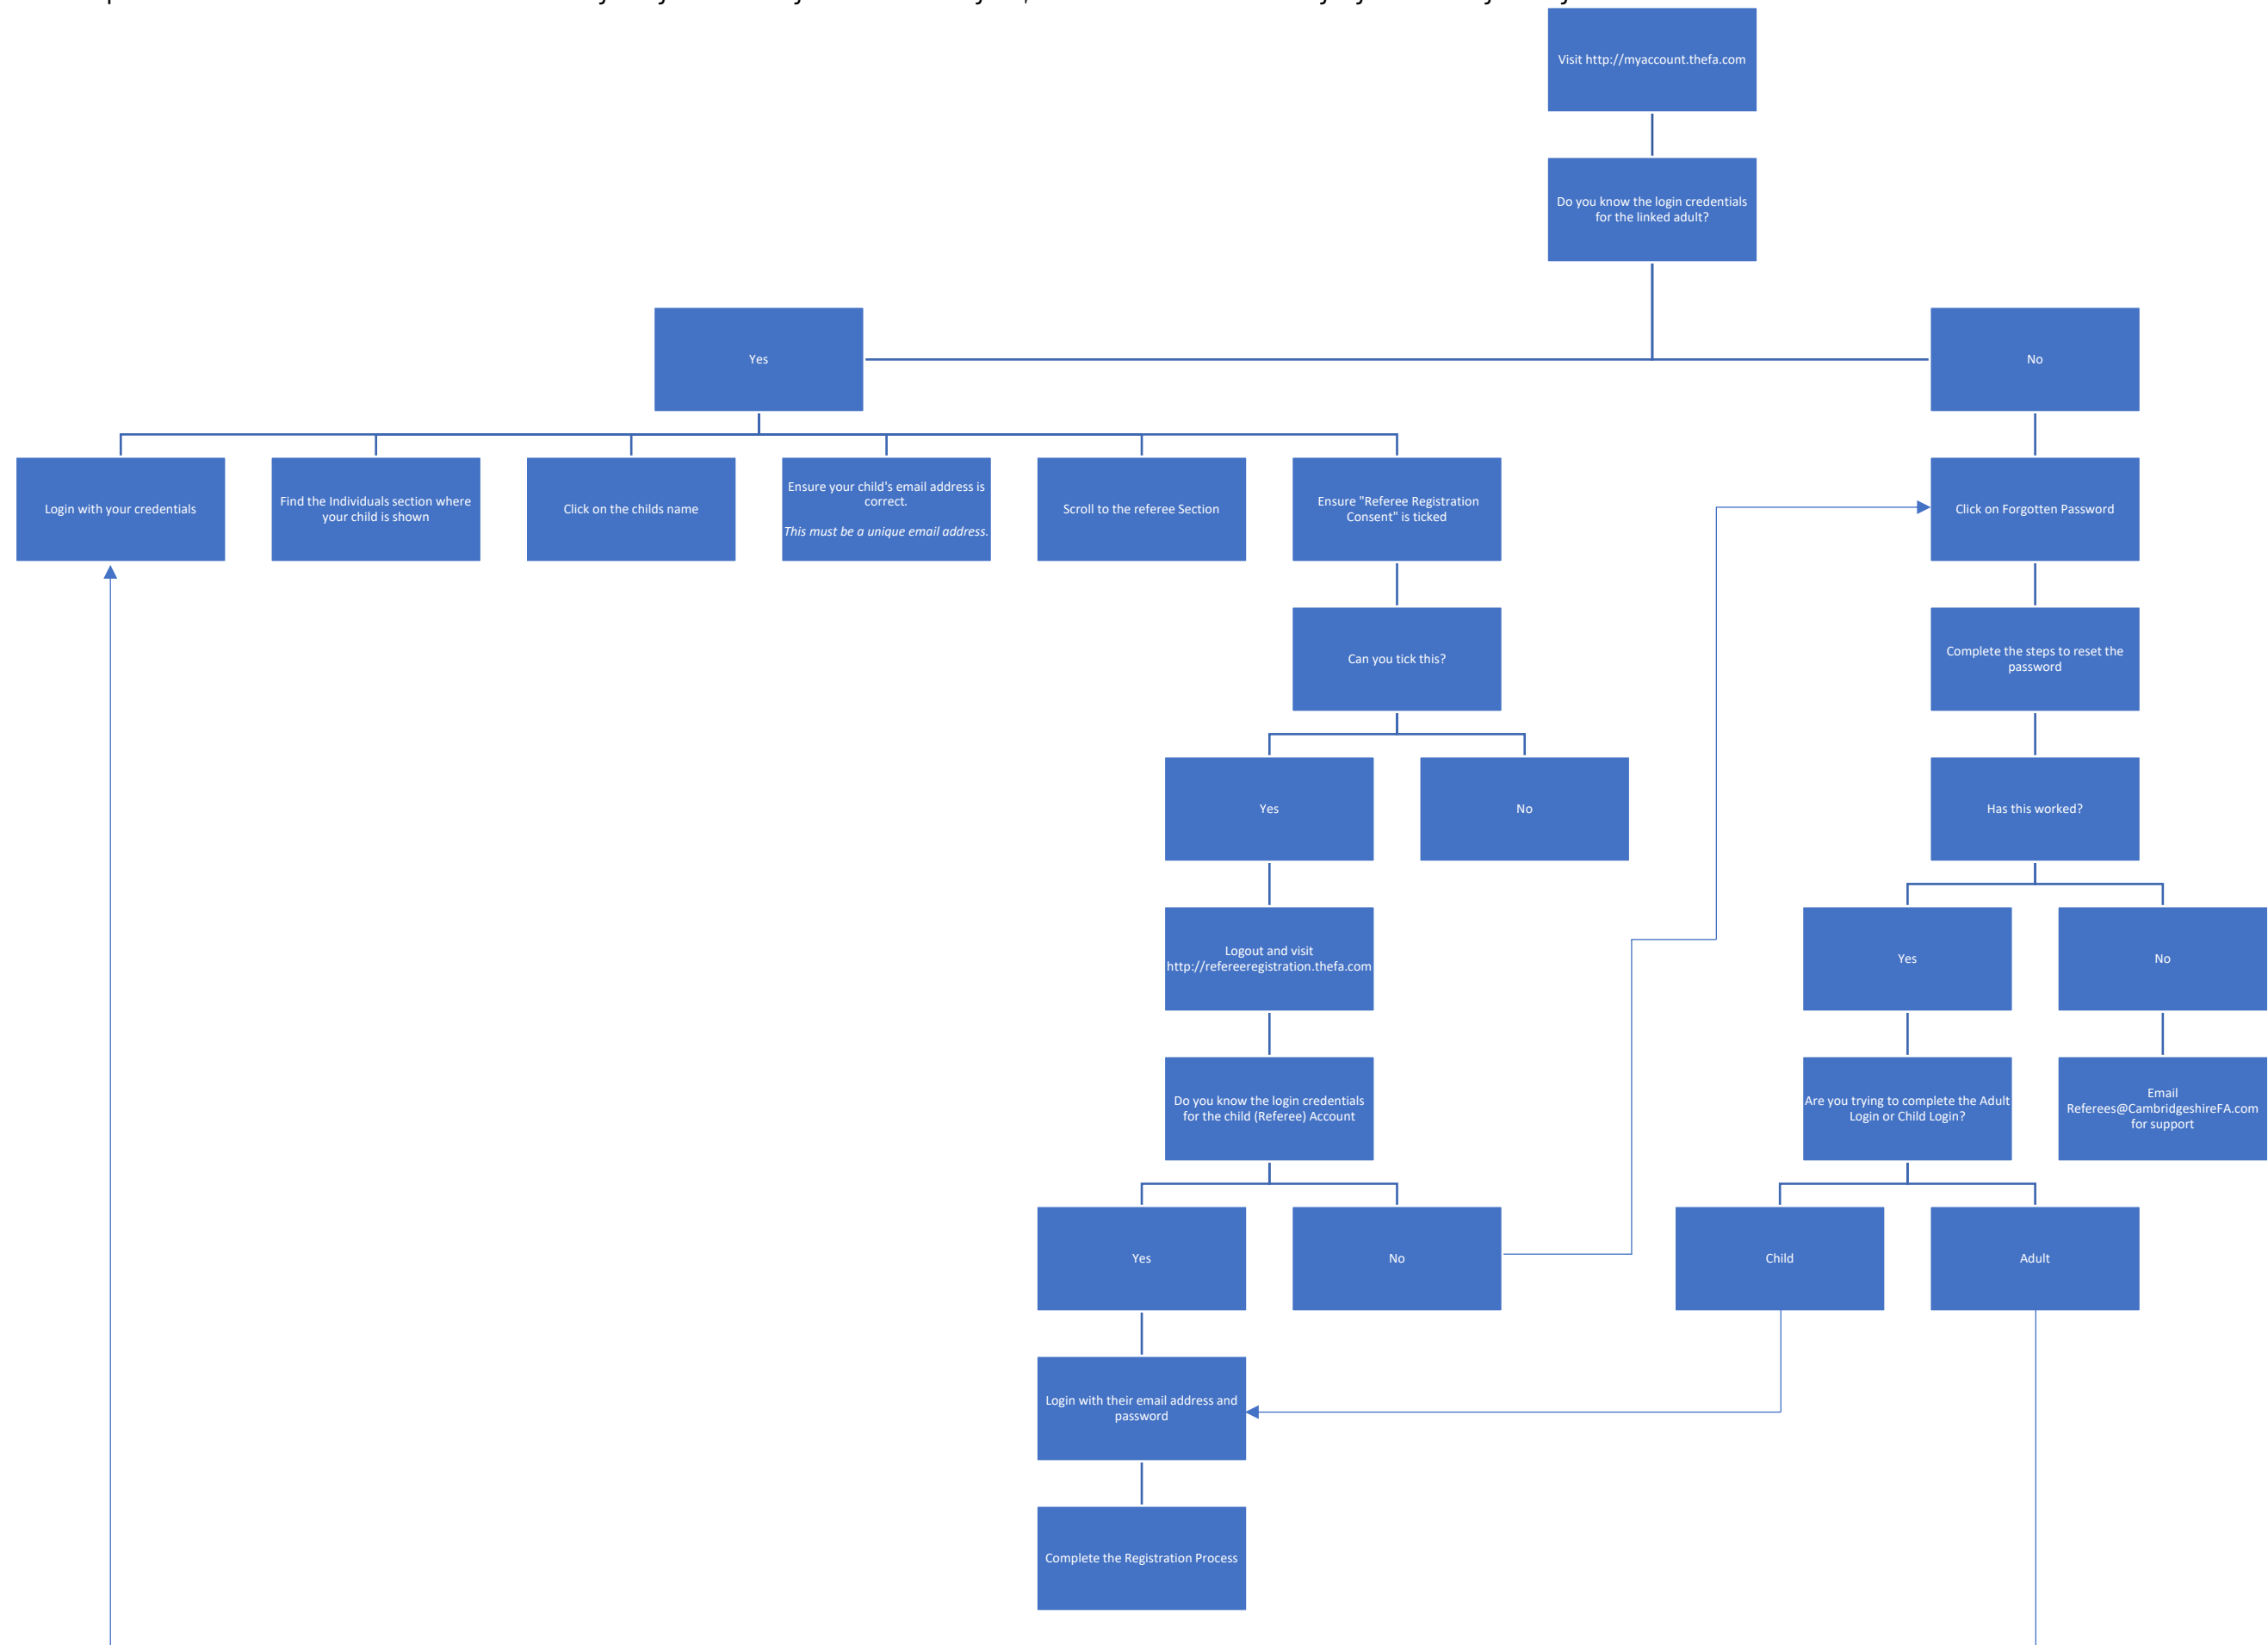 Visit http://myaccount.thefa.com
Do you know the login credentials
for the linked adult?
Yes
No
Login with your credentials
Find the Individuals section where
your child is shown
Click on the childs name
Ensure your child's email address is
correct.
This must be a unique email address.
Scroll to the referee Section
Ensure "Referee Registration
Consent" is ticked
Click on Forgotten Password
Can you tick this?
Complete the steps to reset the
password
Yes
No
Has this worked?
Logout and visit
http://refereeregistration.thefa.com
Yes
No
Do you know the login credentials
for the child (Referee) Account
Are you trying to complete the Adult
Login or Child Login?
Email
Referees@CambridgeshireFA.com
for support
Yes
No
Child
Adult
Login with their email address and
password
Complete the Registration Process